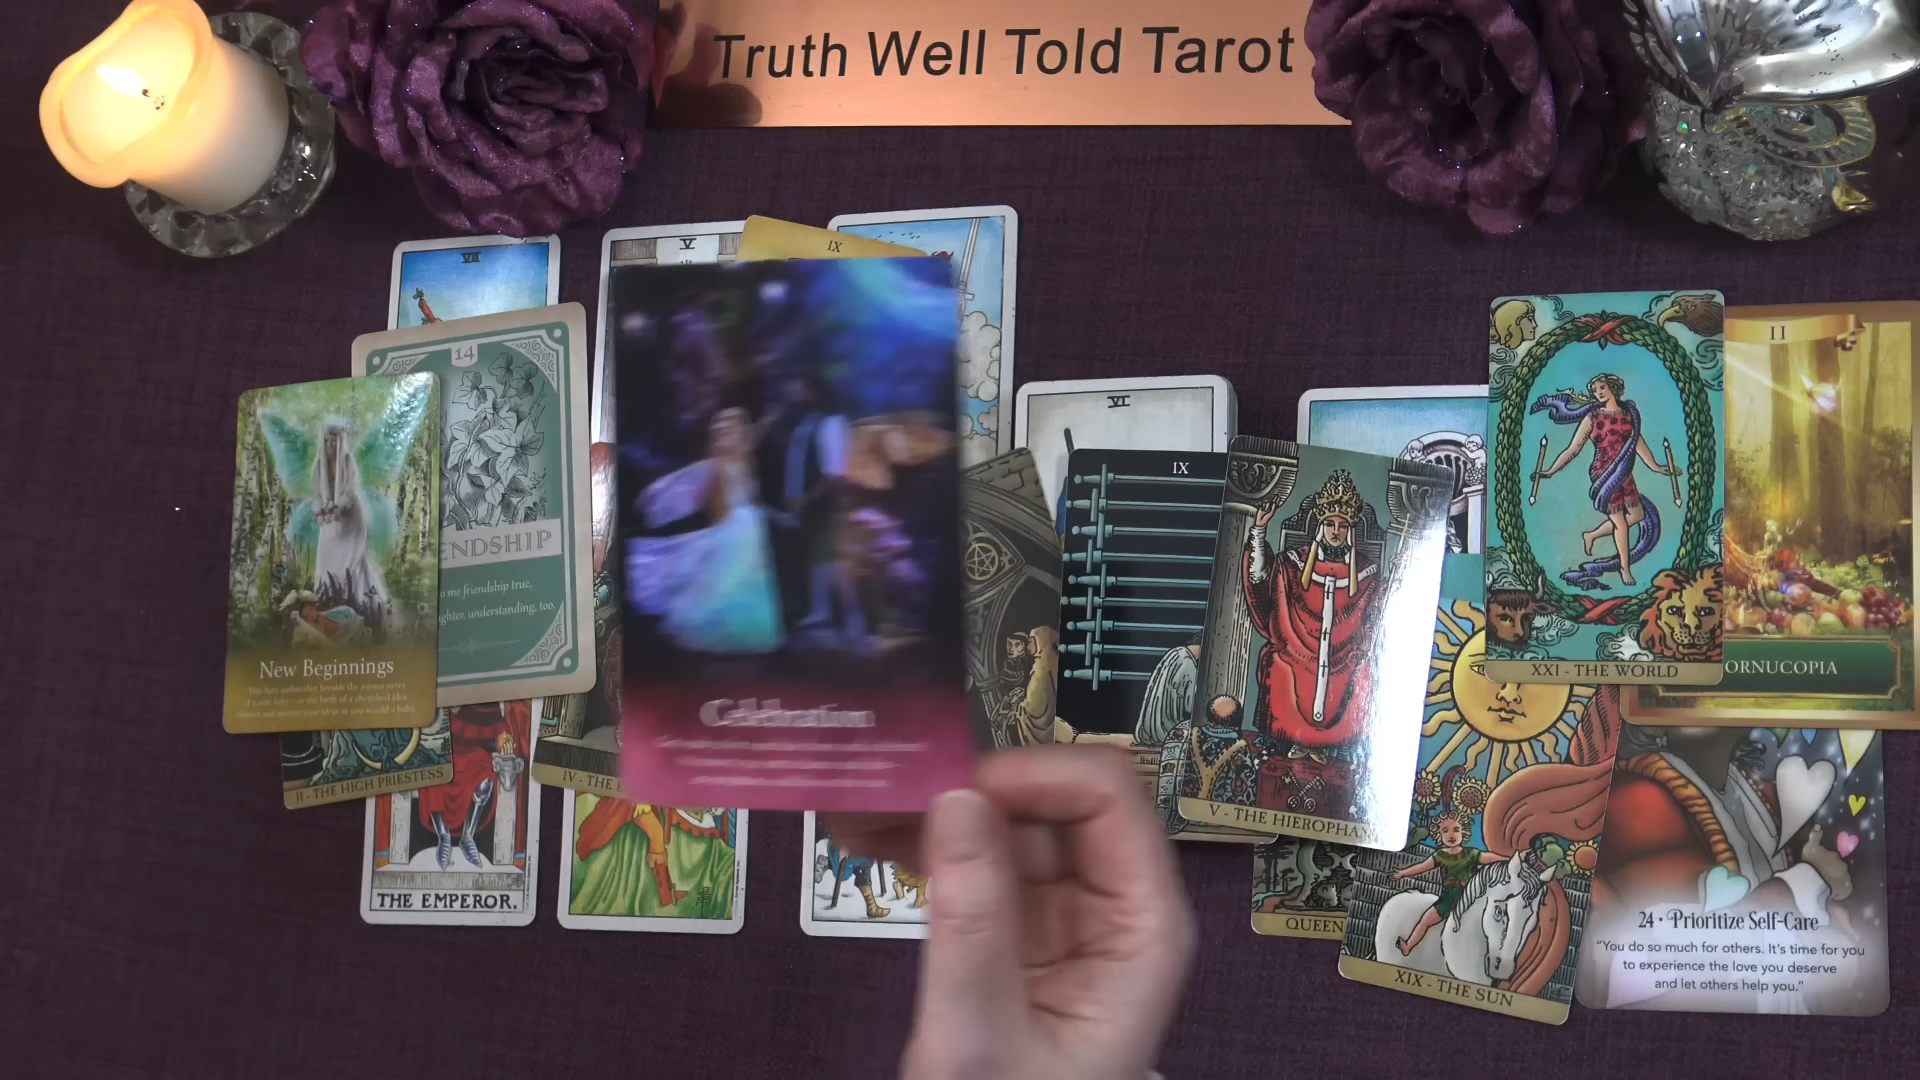 Truth Well Told Tarot
VII
V
IX
14
ENDSHIP
o me friendship true,
ghter, understanding, too.
New Beginnings
II - THE HIGH PRIESTESS
THE EMPEROR.
IV - THE E
Celebration
VI
IX
V - THE HIEROPHAN
QUEEN
XIX - THE SUN
XXI - THE WORLD
II
ORNUCOPIA
24 • Prioritize Self-Care
"You do so much for others. It's time for you
to experience the love you deserve
and let others help you."